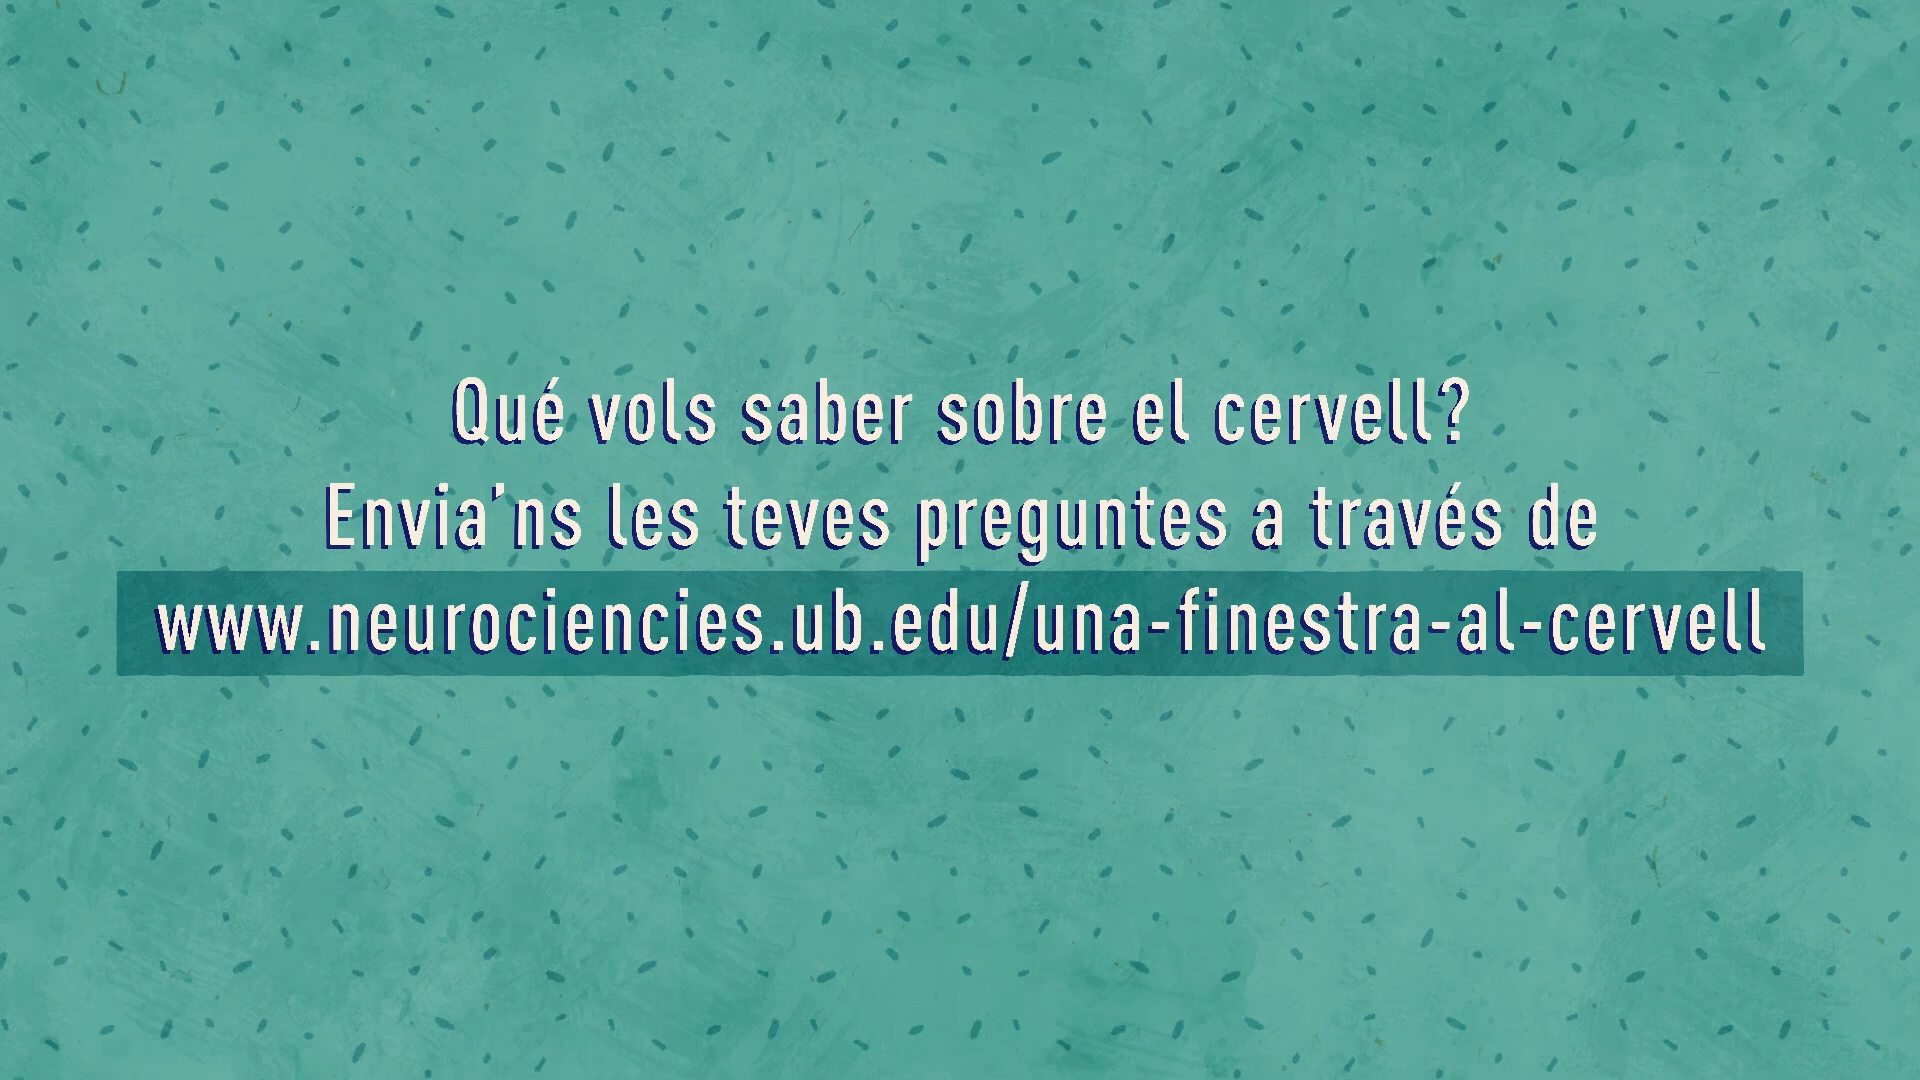 Qué vols saber sobre el cervell?
Envia'ns les teves preguntes a través de
www.neurociencies.ub.edu/una-finestra-al-cervell